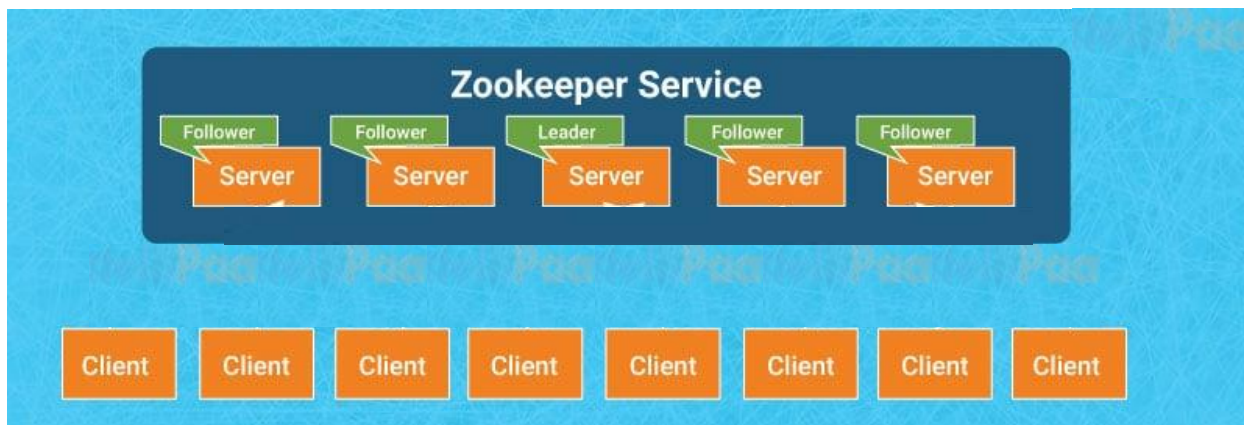 Zookeeper Service
Follower Follower Leader Follower Follower
Server Server Server Server Server
Client Client Client Client Client Client Client Client